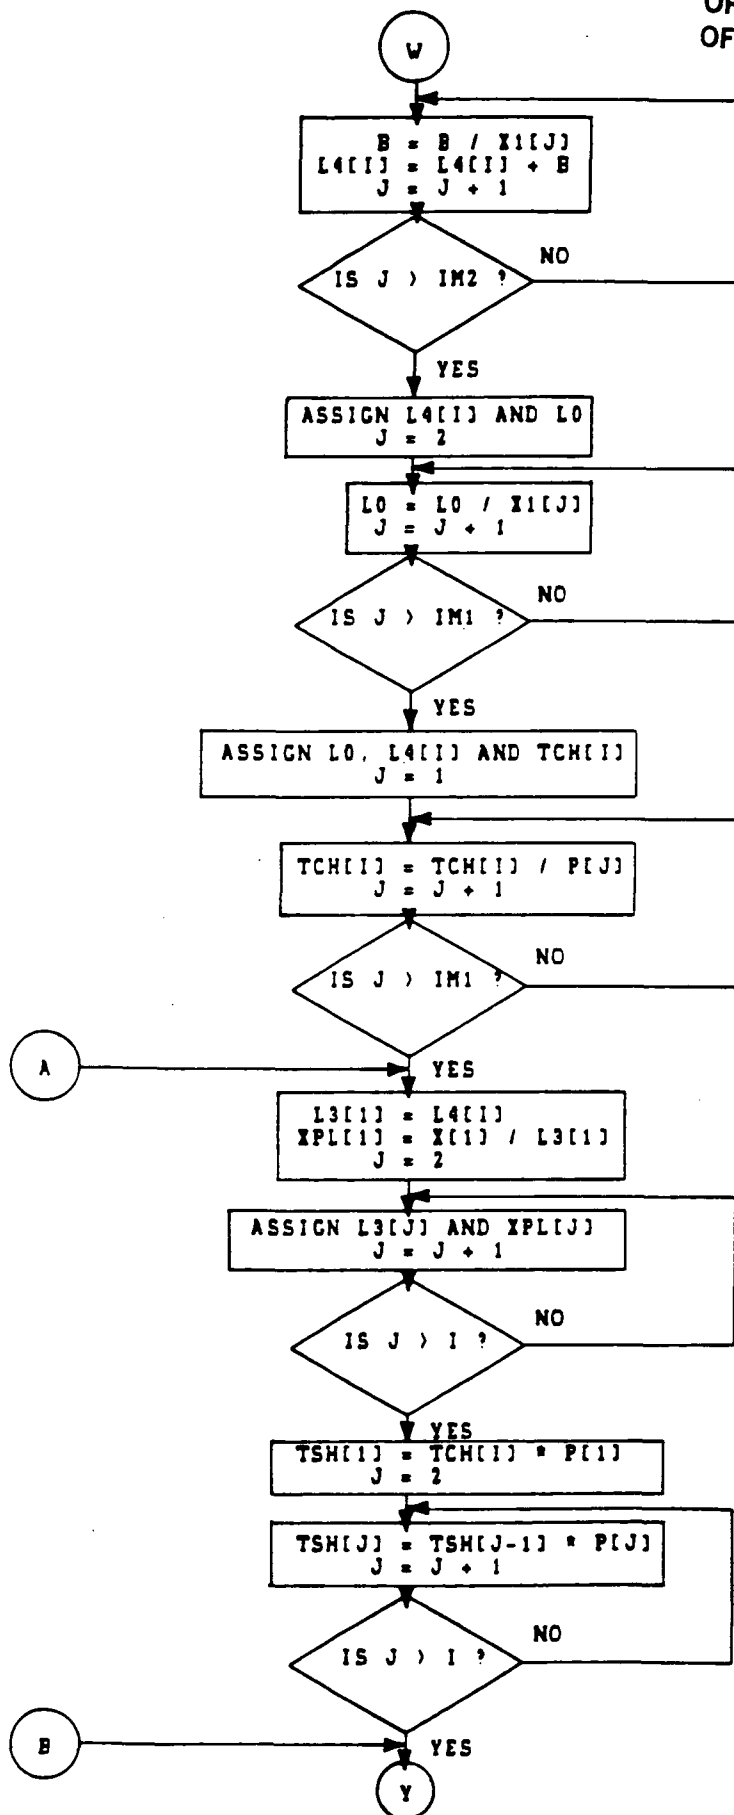 OF
W
B = B / X1[J]
L4[I] = L4[I] + B
J = J + 1
IS J > IM2 ?
NO
YES
ASSIGN L4[I] AND L0
J = 2
L0 = L0 / X1[J]
J = J + 1
IS J > IM1 ?
NO
YES
ASSIGN L0, L4[I] AND TCH[I]
J = 1
TCH[I] = TCH[I] / P[J]
J = J + 1
IS J > IM1 ?
NO
A
YES
L3[1] = L4[I]
XPL[1] = X[1] / L3[1]
J = 2
ASSIGN L3[J] AND XPL[J]
J = J + 1
IS J > I ?
NO
YES
TSH[1] = TCH[I] * P[1]
J = 2
TSH[J] = TSH[J-1] * P[J]
J = J + 1
IS J > I ?
NO
B
YES
Y